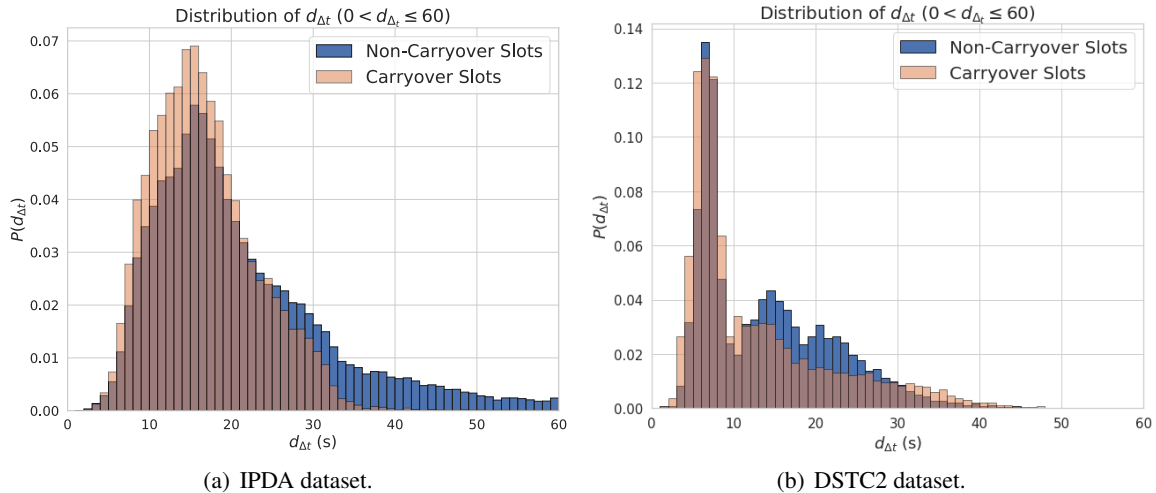 Distribution of d_Δt (0 < d_Δt ≤ 60)
Non-Carryover Slots
Carryover Slots
P(d_Δt)
0.07
0.06
0.05
0.04
0.03
0.02
0.01
0.00
0 10 20 30 40 50 60
d_Δt (s)
(a) IPDA dataset.
Distribution of d_Δt (0 < d_Δt ≤ 60)
Non-Carryover Slots
Carryover Slots
P(d_Δt)
0.14
0.12
0.10
0.08
0.06
0.04
0.02
0.00
0 10 20 30 40 50 60
d_Δt (s)
(b) DSTC2 dataset.